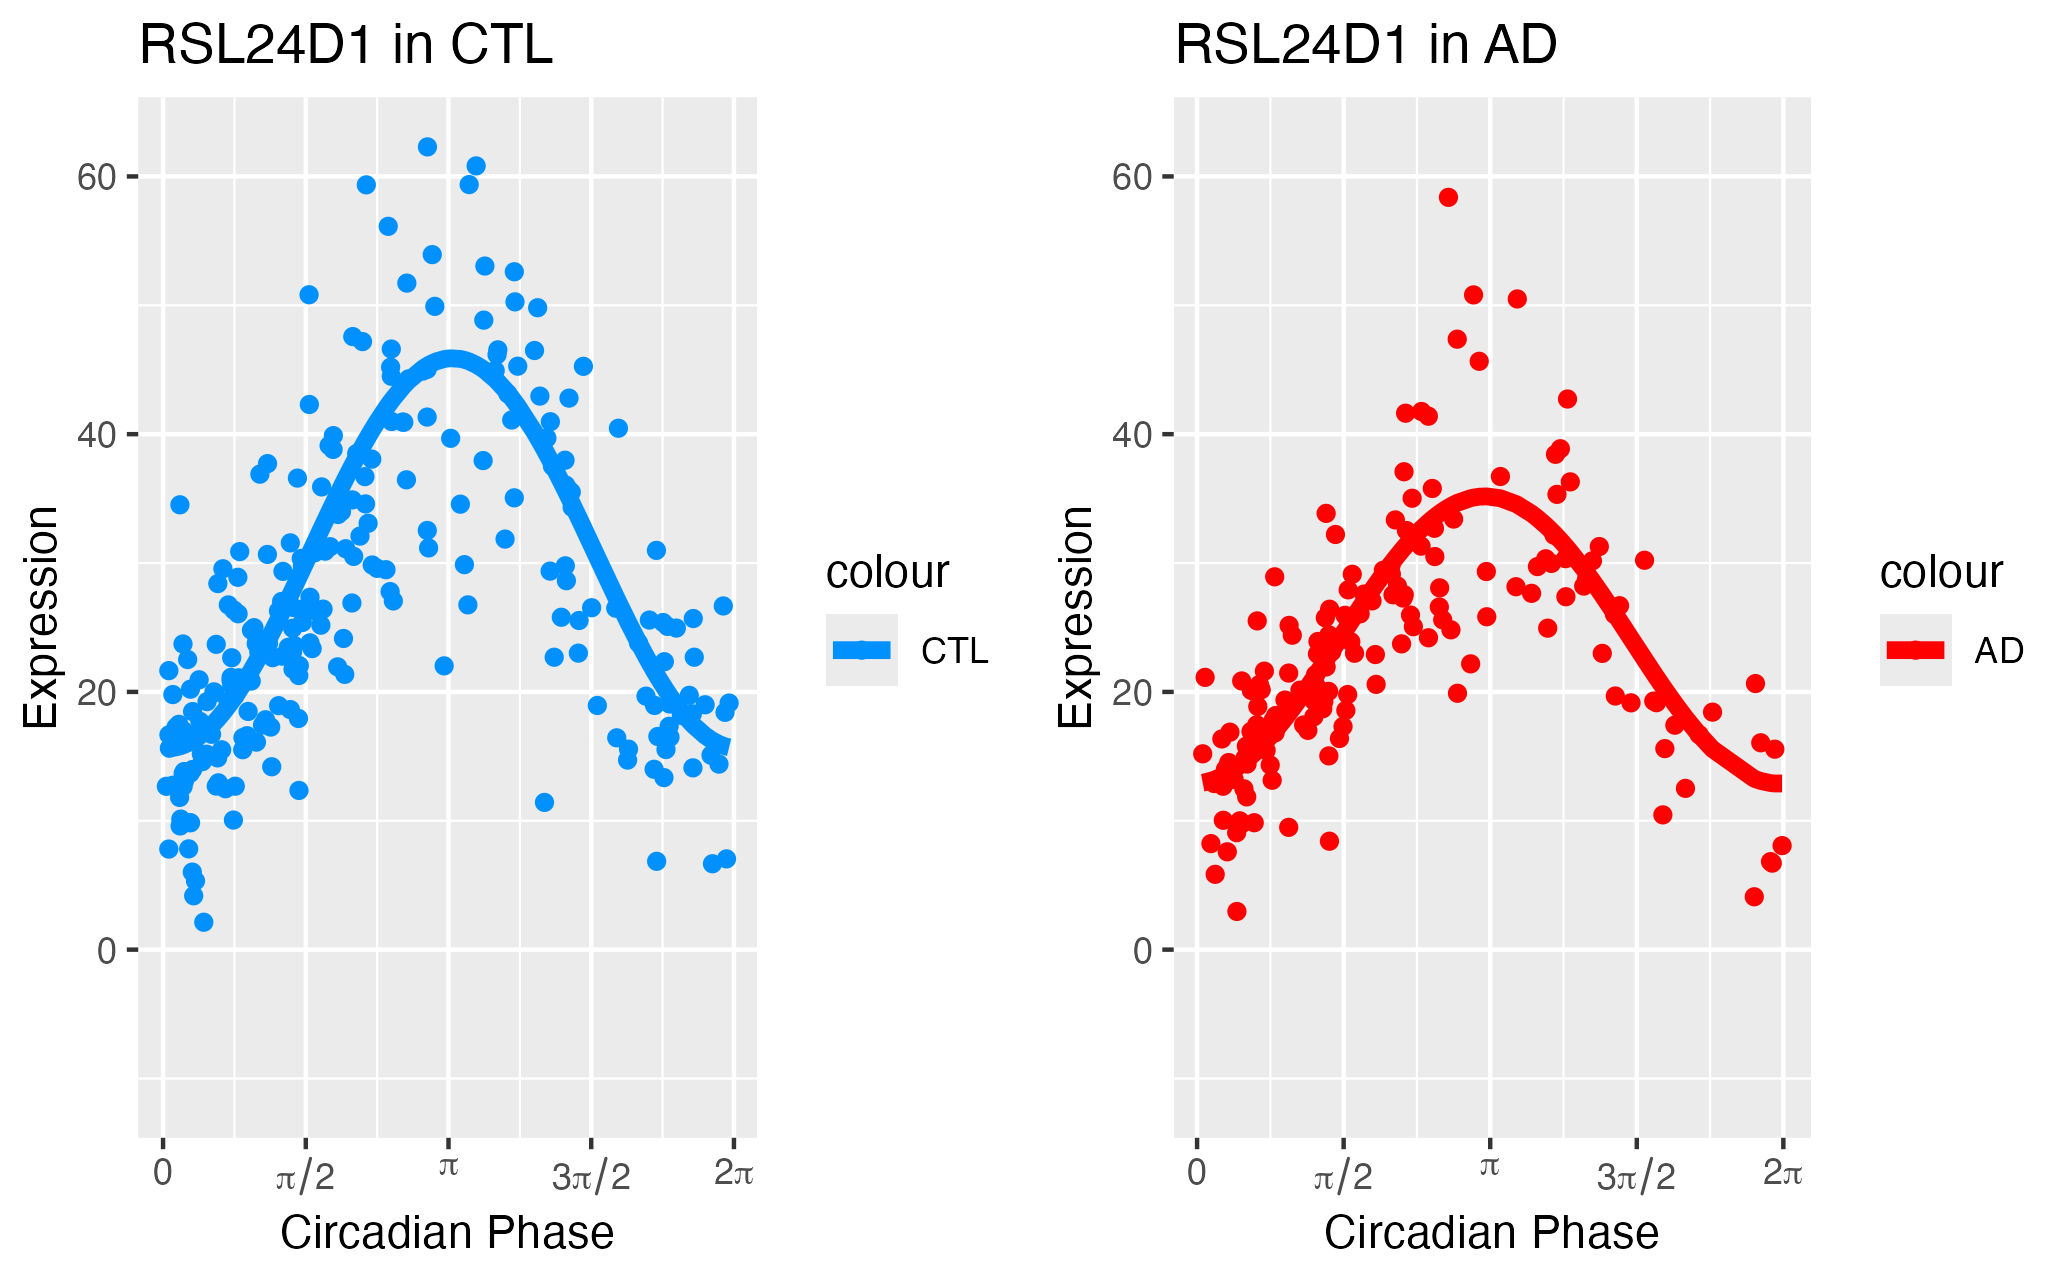 RSL24D1 in CTL
60
40
20
0
Expression
0 π/2 π 3π/2 2π
Circadian Phase
colour
CTL
RSL24D1 in AD
60
40
20
0
Expression
0 π/2 π 3π/2 2π
Circadian Phase
colour
AD